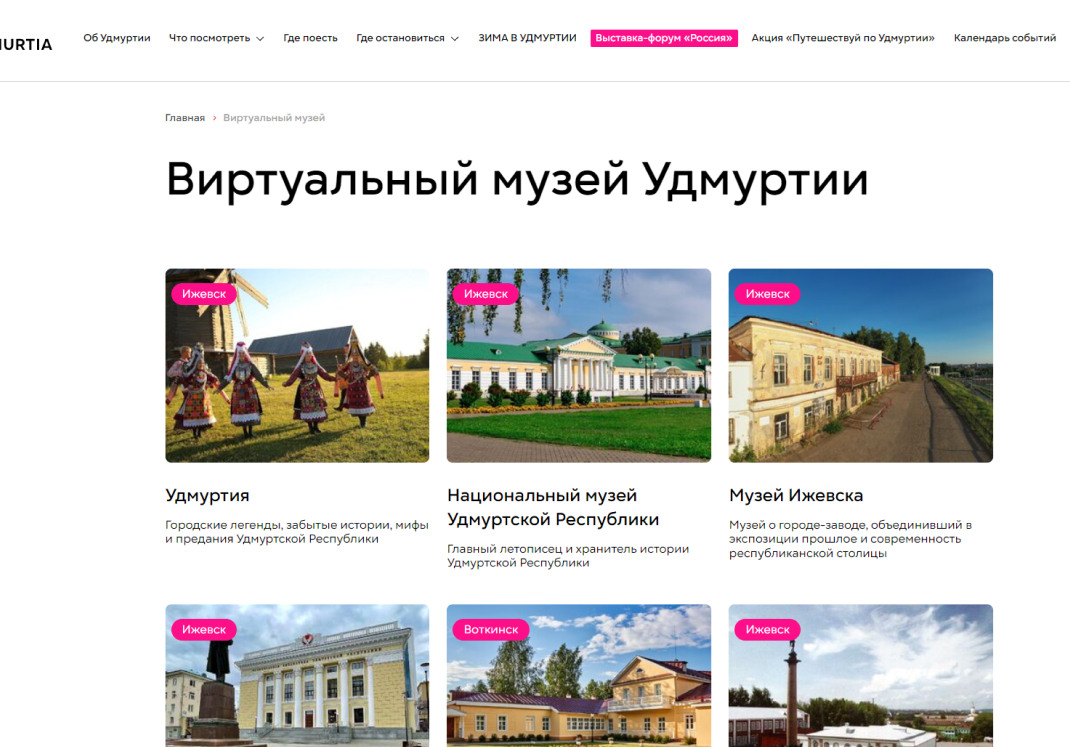 Об Удмуртии Что посмотреть Где поесть Где остановиться ЗИМА В УДМУРТИИ Выставка-форум «Россия» Акция «Путешествуй по Удмуртии» Календарь событий
URTIA
Главная > Виртуальный музей
Виртуальный музей Удмуртии
Ижевск
Ижевск
Ижевск
Удмуртия
Городские легенды, забытые истории, мифы
и предания Удмуртской Республики
Национальный музей
Удмуртской Республики
Главный летописец и хранитель истории
Удмуртской Республики
Музей Ижевска
Музей о городе-заводе, объединивший в
экспозиции прошлое и современность
республиканской столицы
Ижевск
Воткинск
Ижевск